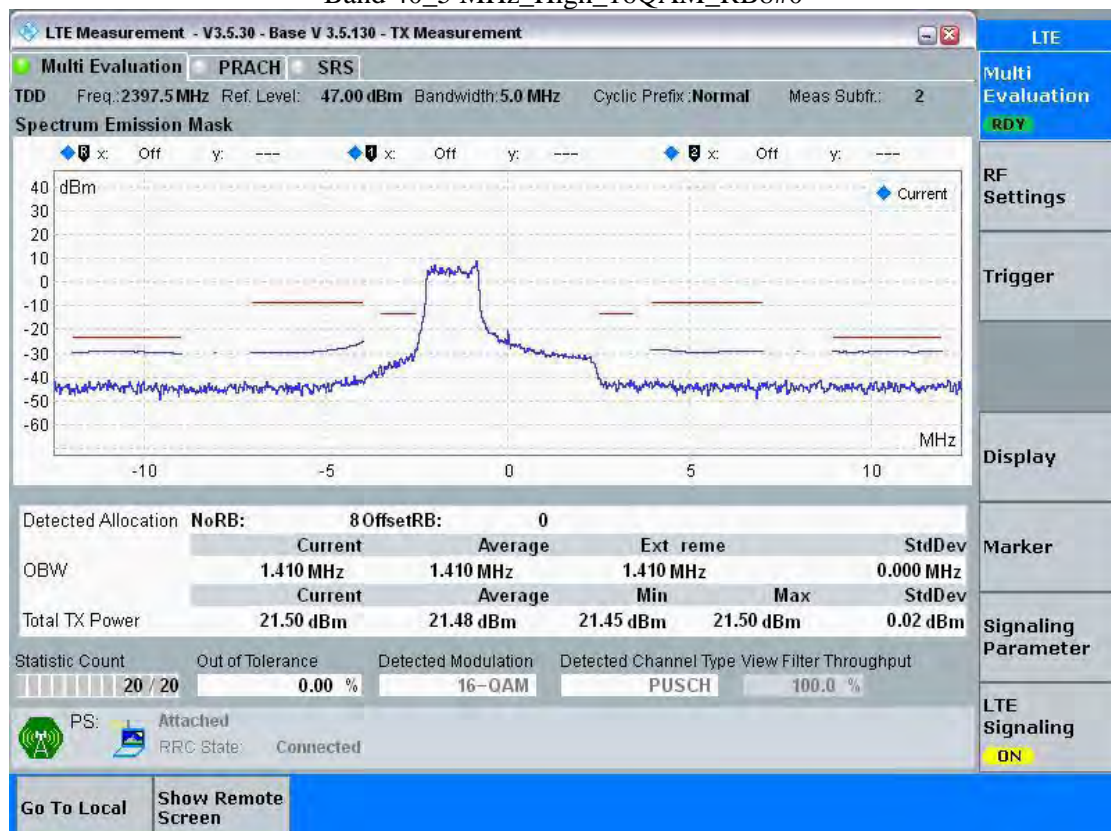 Band 40_5 MHz_High_16QAM_RB8#0
LTE Measurement - V3.5.30 - Base V 3.5.130 - TX Measurement
LTE
Multi Evaluation PRACH SRS
Multi Evaluation
RDY
TDD Freq.:2397.5 MHz Ref. Level: 47.00 dBm Bandwidth: 5.0 MHz Cyclic Prefix :Normal Meas Subfr.: 2
Spectrum Emission Mask
R x: Off y: --- 1 x: Off y: --- 2 x: Off y: ---
dBm
Current
40
30
20
10
0
-10
-20
-30
-40
-50
-60
MHz
-10 -5 0 5 10
RF Settings
Trigger
Display
Marker
Signaling Parameter
LTE Signaling
ON
Detected Allocation NoRB: 8 OffsetRB: 0
Current Average Ext reme StdDev
OBW 1.410 MHz 1.410 MHz 1.410 MHz 0.000 MHz
Current Average Min Max StdDev
Total TX Power 21.50 dBm 21.48 dBm 21.45 dBm 21.50 dBm 0.02 dBm
Statistic Count Out of Tolerance Detected Modulation Detected Channel Type View Filter Throughput
20 / 20 0.00 % 16-QAM PUSCH 100.0 %
PS: Attached
RRC State: Connected
Go To Local
Show Remote Screen